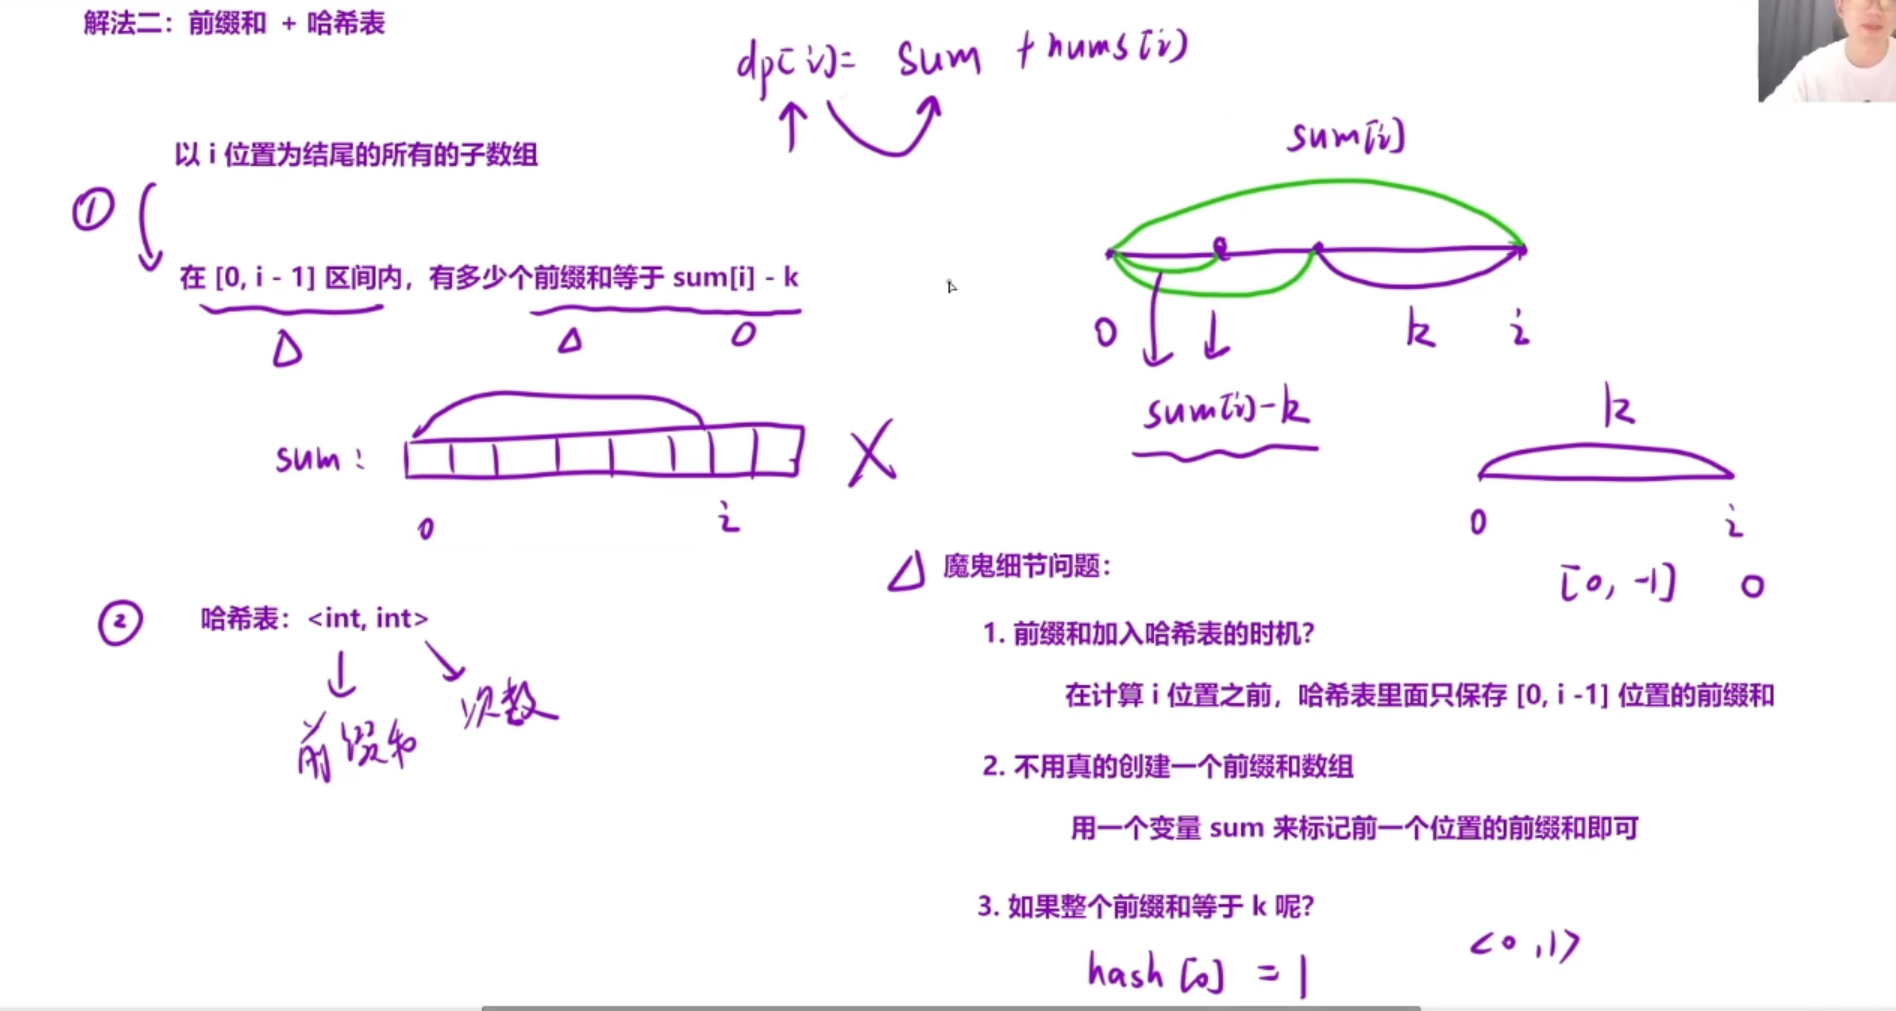 解法二：前缀和 + 哈希表
dp[i]= sum + nums[i]
以 i 位置为结尾的所有的子数组
①
在 [0, i - 1] 区间内，有多少个前缀和等于 sum[i] - k
sum :
0 i
X
sum[i]
0 k i
sum[i]-k
k
0 i
[0, -1] 0
② 哈希表：<int, int>
前缀和 次数
魔鬼细节问题：
1. 前缀和加入哈希表的时机？
在计算 i 位置之前，哈希表里面只保存 [0, i -1] 位置的前缀和
2. 不用真的创建一个前缀和数组
用一个变量 sum 来标记前一个位置的前缀和即可
3. 如果整个前缀和等于 k 呢？
hash [0] = 1 <0,1>